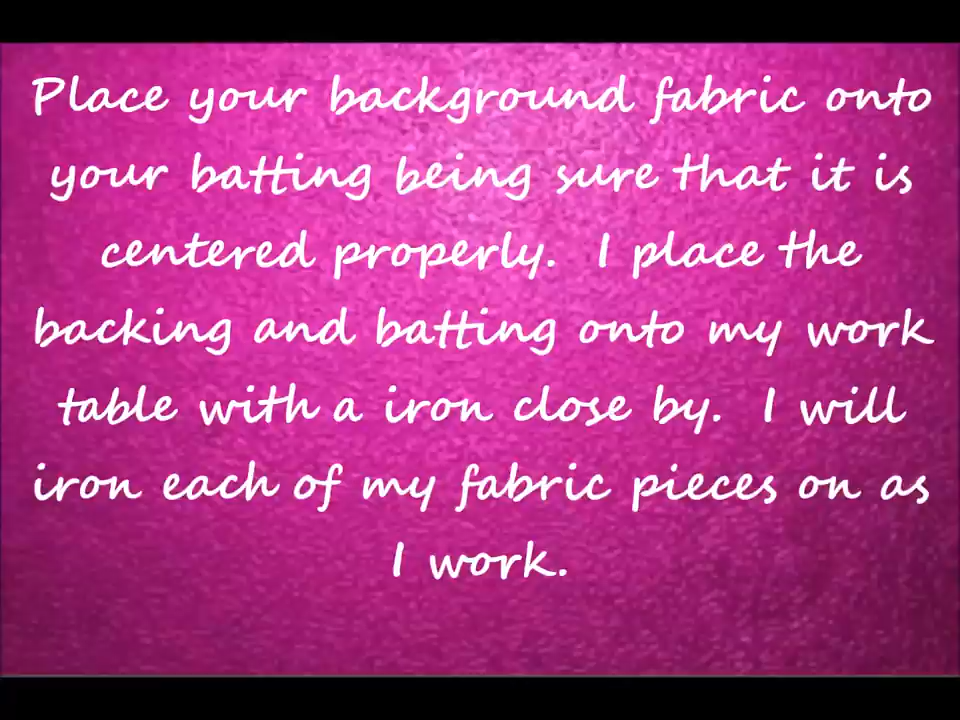 Place your background fabric onto
your batting being sure that it is
centered properly.  I place the
backing and batting onto my work
table with a iron close by.  I will
iron each of my fabric pieces on as
I work.